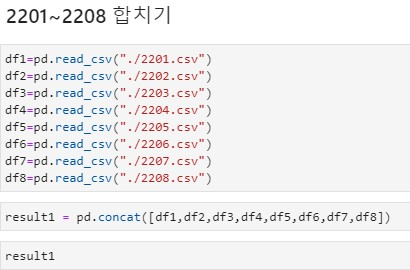 2201~2208 합치기
df1=pd.read_csv("./2201.csv")
df2=pd.read_csv("./2202.csv")
df3=pd.read_csv("./2203.csv")
df4=pd.read_csv("./2204.csv")
df5=pd.read_csv("./2205.csv")
df6=pd.read_csv("./2206.csv")
df7=pd.read_csv("./2207.csv")
df8=pd.read_csv("./2208.csv")
result1 = pd.concat([df1,df2,df3,df4,df5,df6,df7,df8])
result1